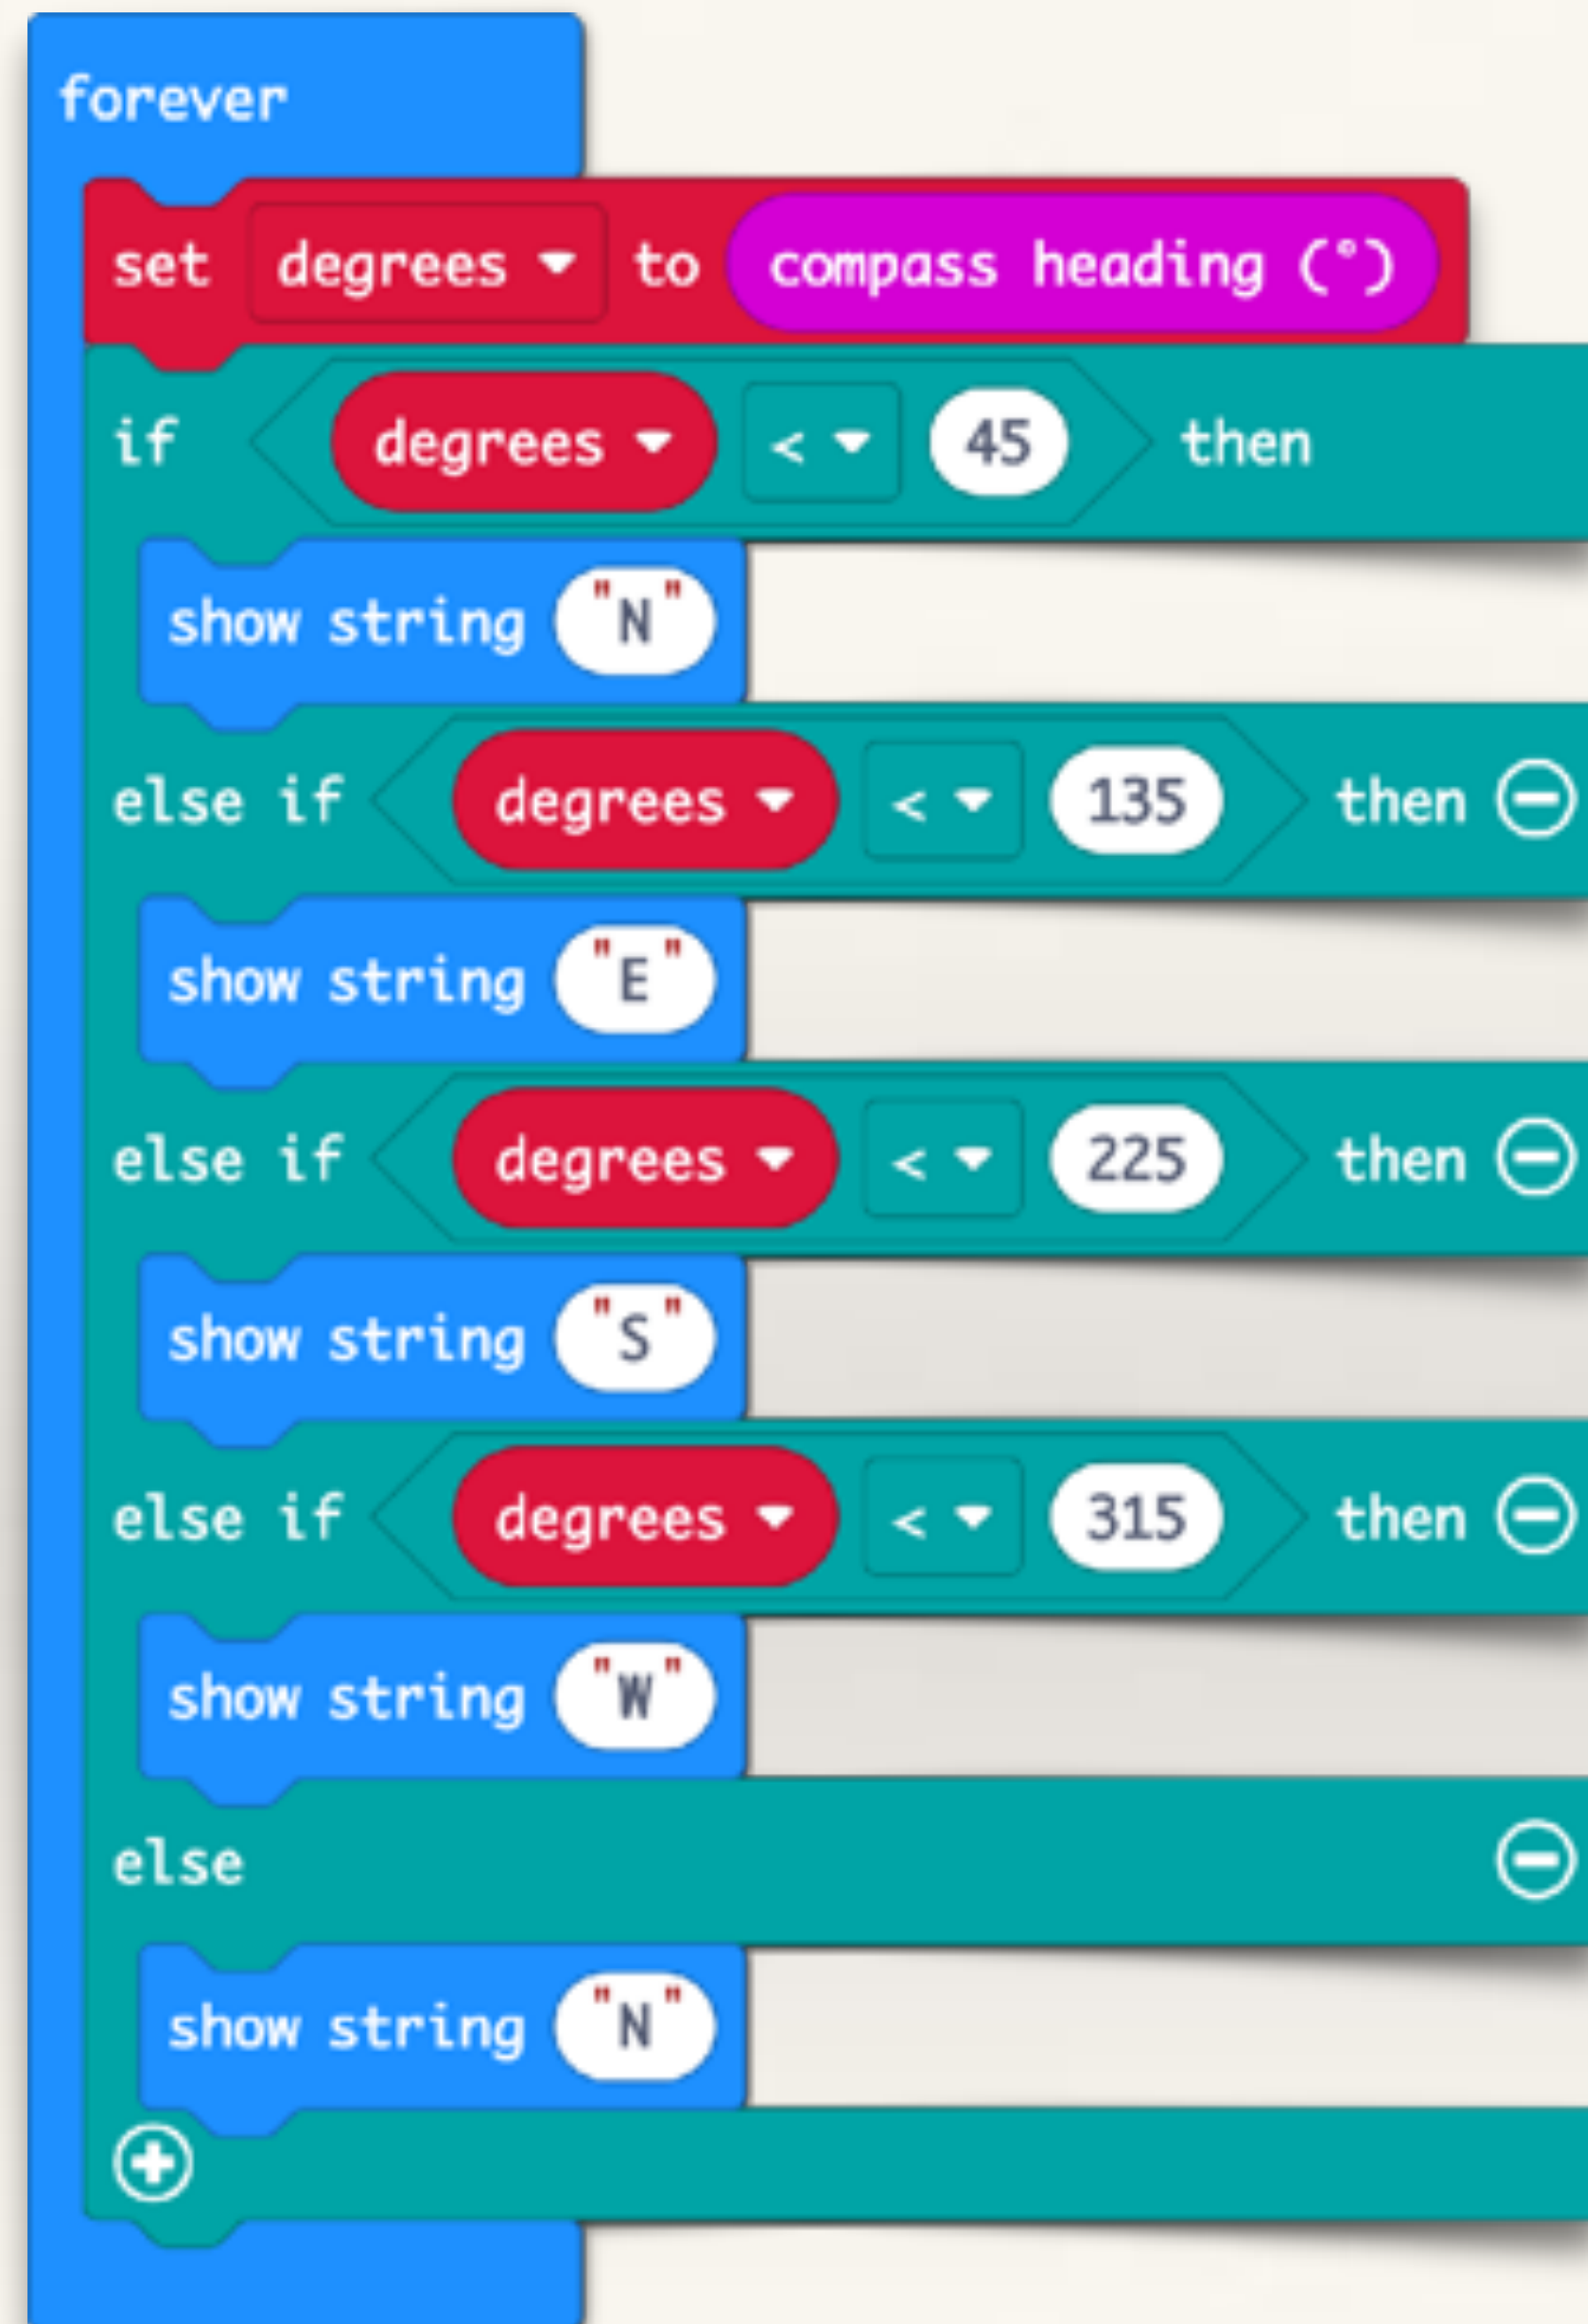 forever
set degrees to compass heading (°)
if degrees < 45 then
show string "N"
else if degrees < 135 then
show string "E"
else if degrees < 225 then
show string "S"
else if degrees < 315 then
show string "W"
else
show string "N"